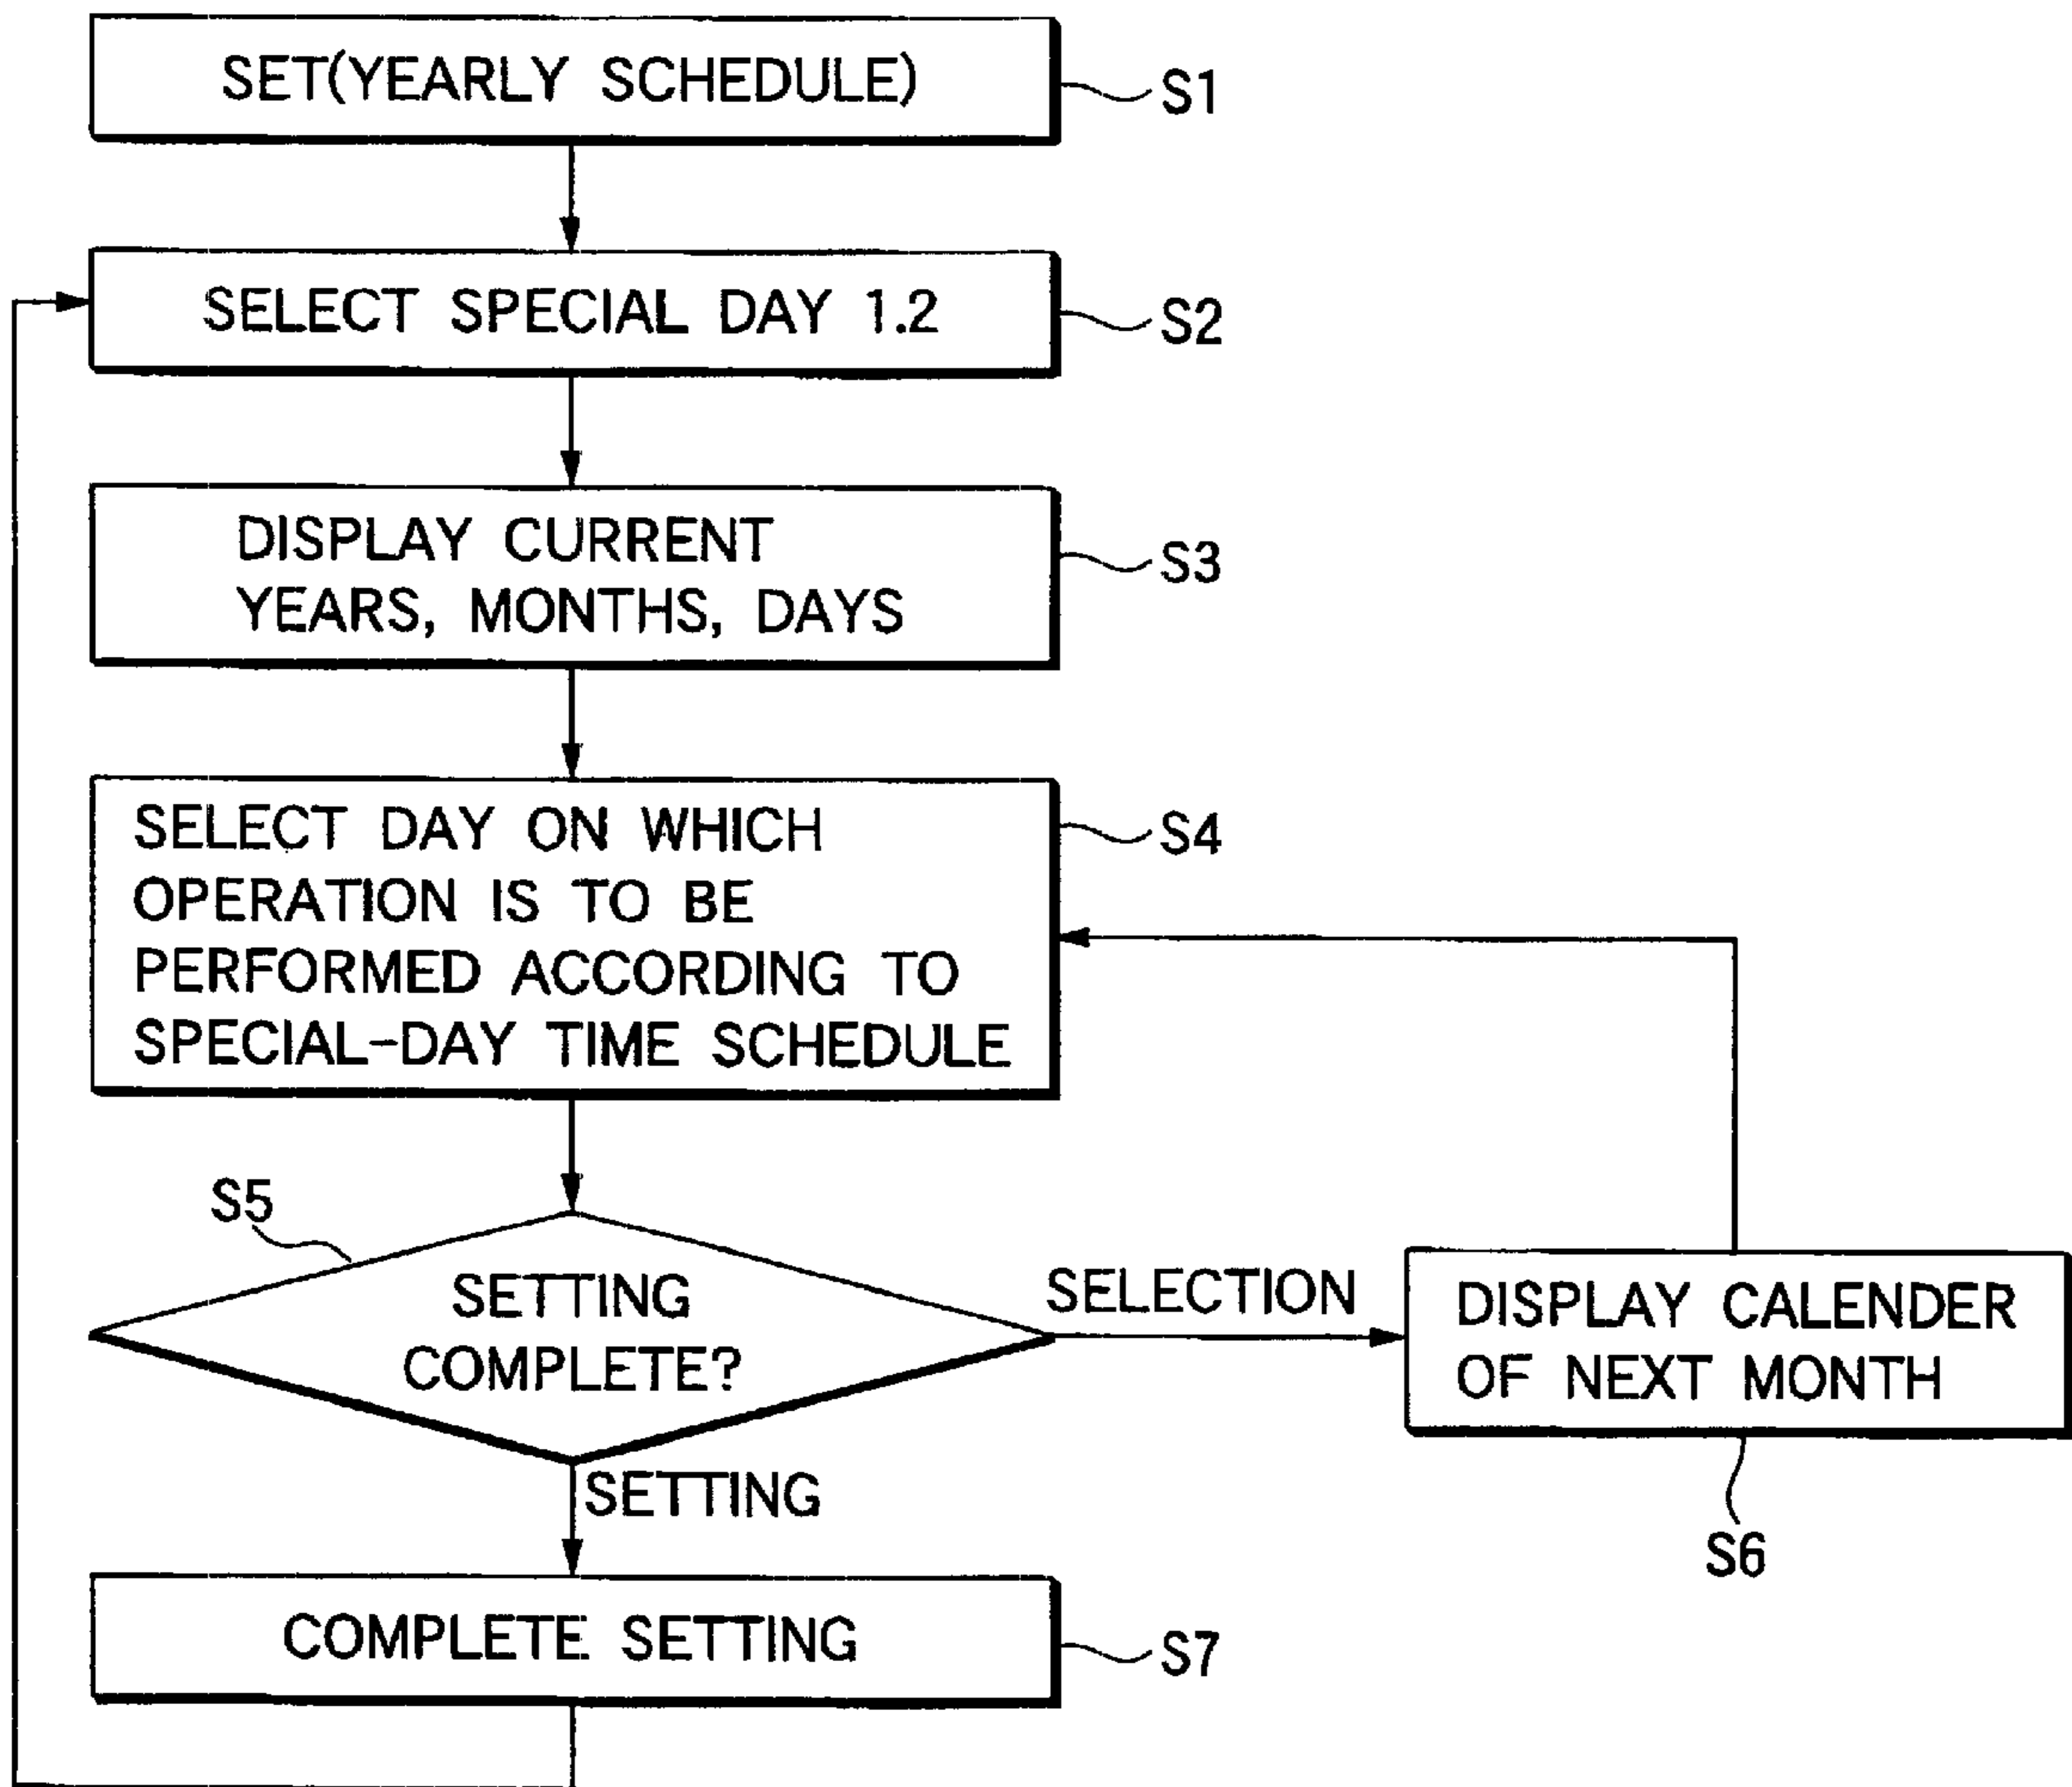 SET(YEARLY SCHEDULE)
S1
SELECT SPECIAL DAY 1.2
S2
DISPLAY CURRENT
YEARS, MONTHS, DAYS
S3
SELECT DAY ON WHICH
OPERATION IS TO BE
PERFORMED ACCORDING TO
SPECIAL-DAY TIME SCHEDULE
S4
S5
SETTING
COMPLETE?
SELECTION
DISPLAY CALENDER
OF NEXT MONTH
S6
SETTING
COMPLETE SETTING
S7